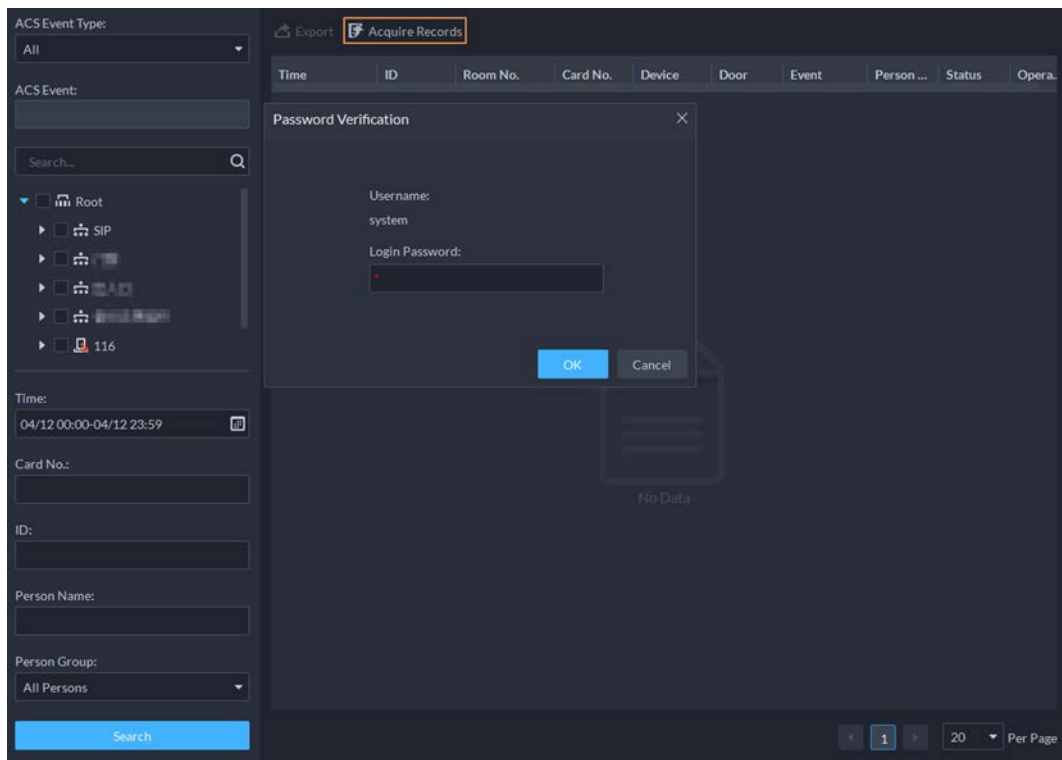 ACS Event Type:
All
ACS Event:
Search...
Root
SIP
116
Time:
04/12 00:00-04/12 23:59
Card No.:
ID:
Person Name:
Person Group:
All Persons
Search
Export Acquire Records
Time ID Room No. Card No. Device Door Event Person ... Status Opera..
Password Verification
Username:
system
Login Password:
*
OK Cancel
No Data
1 20 Per Page